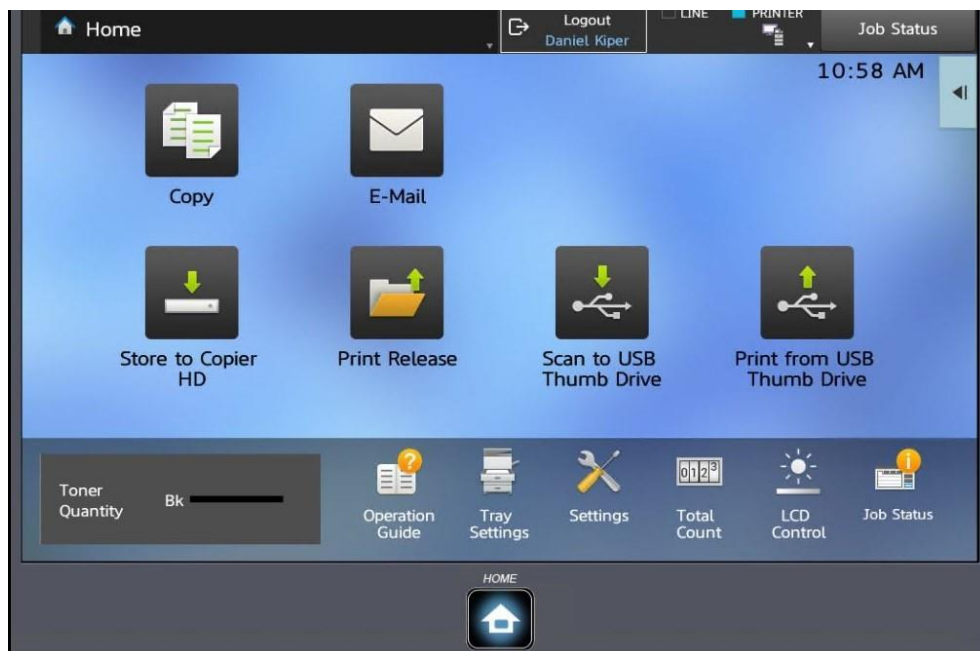 Home
Logout
Daniel Kiper
LINE
PRINTER
Job Status
10:58 AM
Copy
E-Mail
Store to Copier
HD
Print Release
Scan to USB
Thumb Drive
Print from USB
Thumb Drive
Toner
Quantity
Bk
Operation
Guide
Tray
Settings
Settings
0123
Total
Count
LCD
Control
Job Status
HOME